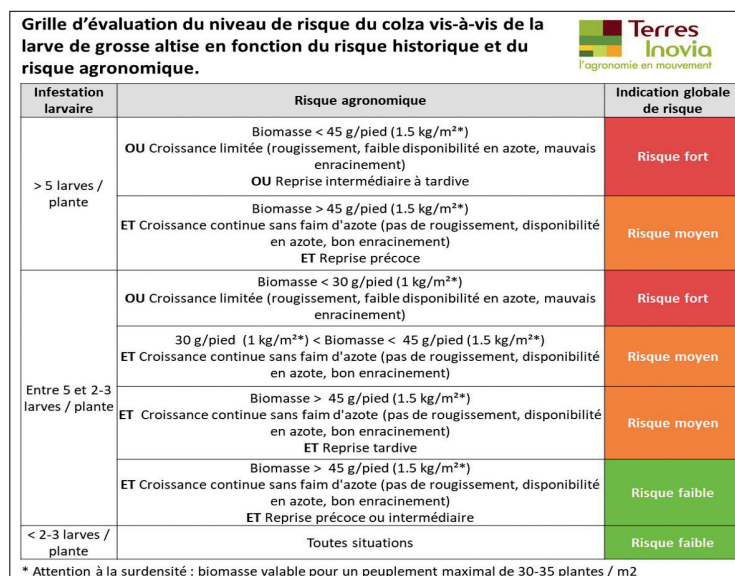 Grille d'évaluation du niveau de risque du colza vis-à-vis de la
larve de grosse altise en fonction du risque historique et du
risque agronomique.
Terres
Inovia
l'agronomie en mouvement
Infestation
larvaire
Risque agronomique
Indication globale
de risque
> 5 larves /
plante
Biomasse < 45 g/pied (1.5 kg/m²*)
OU Croissance limitée (rougissement, faible disponibilité en azote, mauvais
enracinement)
OU Reprise intermédiaire à tardive
Risque fort
Biomasse > 45 g/pied (1.5 kg/m²*)
ET Croissance continue sans faim d'azote (pas de rougissement, disponibilité
en azote, bon enracinement)
ET Reprise précoce
Risque moyen
Entre 5 et 2-3
larves / plante
Biomasse < 30 g/pied (1 kg/m²*)
OU Croissance limitée (rougissement, faible disponibilité en azote, mauvais
enracinement)
Risque fort
30 g/pied (1 kg/m²*) < Biomasse < 45 g/pied (1.5 kg/m²*)
ET Croissance continue sans faim d'azote (pas de rougissement, disponibilité
en azote, bon enracinement)
Risque moyen
Biomasse > 45 g/pied (1.5 kg/m²*)
ET Croissance continue sans faim d'azote (pas de rougissement, disponibilité
en azote, bon enracinement)
ET Reprise tardive
Risque moyen
Biomasse > 45 g/pied (1.5 kg/m²*)
ET Croissance continue sans faim d'azote (pas de rougissement, disponibilité
en azote, bon enracinement)
ET Reprise précoce ou intermédiaire
Risque faible
< 2-3 larves /
plante
Toutes situations
Risque faible
* Attention à la surdensité : biomasse valable pour un peuplement maximal de 30-35 plantes / m2